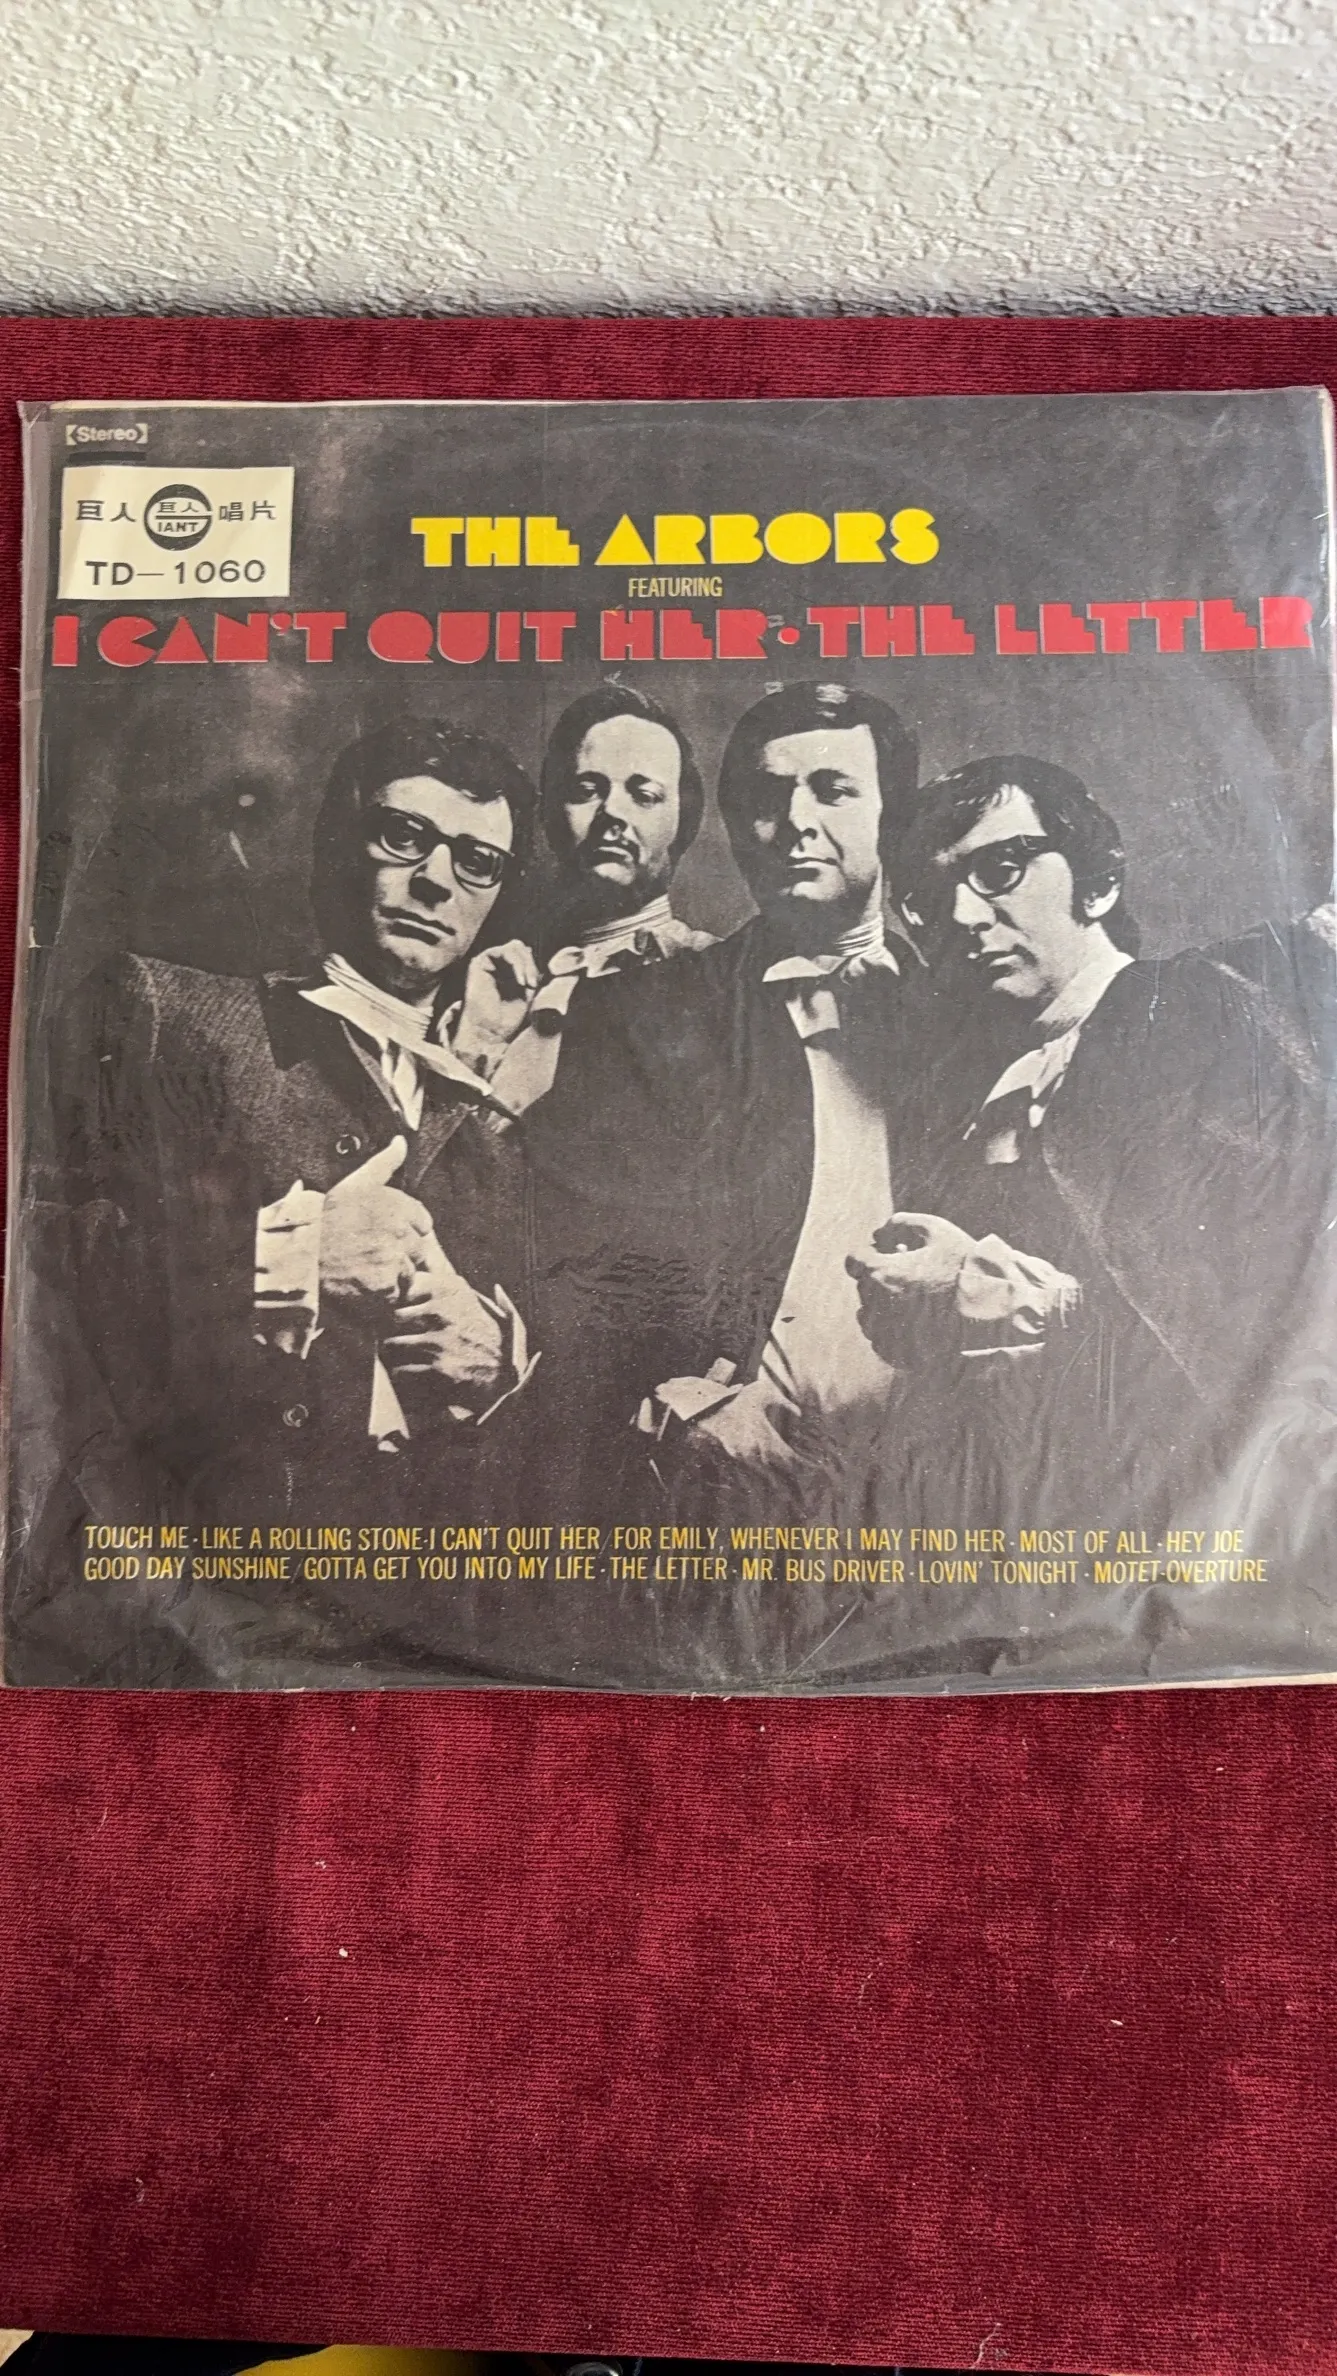 【Stereo】
巨人 巨人 GIANT 唱片
TD—1060
THE ARBORS
FEATURING
I CAN'T QUIT HER•THE LETTER
TOUCH ME • LIKE A ROLLING STONE • I CAN'T QUIT HER / FOR EMILY, WHENEVER I MAY FIND HER • MOST OF ALL • HEY JOE
GOOD DAY SUNSHINE / GOTTA GET YOU INTO MY LIFE • THE LETTER • MR. BUS DRIVER • LOVIN' TONIGHT • MOTET-OVERTURE